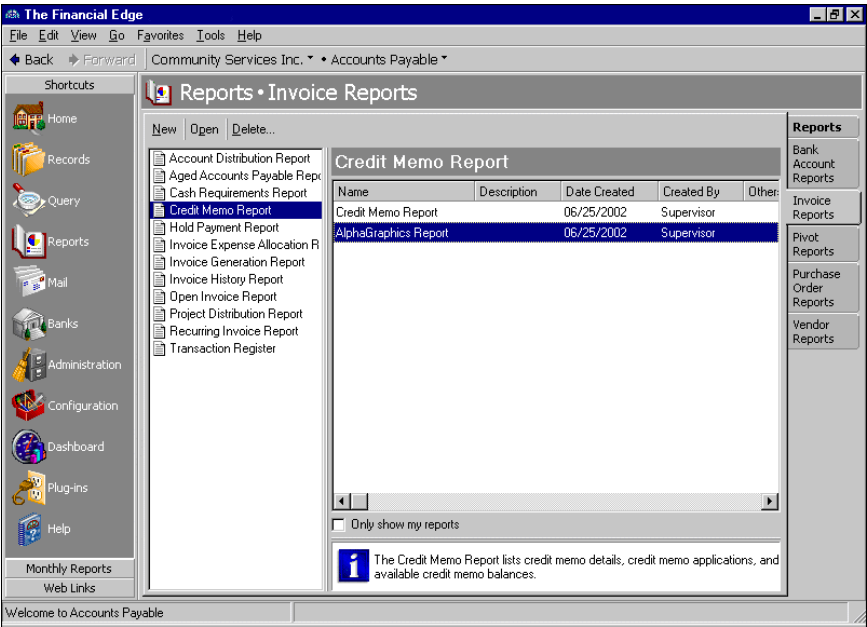 The Financial Edge
File Edit View Go Favorites Tools Help
Back Forward Community Services Inc. • Accounts Payable
Shortcuts
Home
Records
Query
Reports
Mail
Banks
Administration
Configuration
Dashboard
Plug-ins
Help
Monthly Reports
Web Links
Reports • Invoice Reports
New Open Delete...
Account Distribution Report
Aged Accounts Payable Repo
Cash Requirements Report
Credit Memo Report
Hold Payment Report
Invoice Expense Allocation R
Invoice Generation Report
Invoice History Report
Open Invoice Report
Project Distribution Report
Recurring Invoice Report
Transaction Register
Credit Memo Report
Name Description Date Created Created By Others
Credit Memo Report 06/25/2002 Supervisor
AlphaGraphics Report 06/25/2002 Supervisor
Only show my reports
The Credit Memo Report lists credit memo details, credit memo applications, and
available credit memo balances.
Reports
Bank
Account
Reports
Invoice
Reports
Pivot
Reports
Purchase
Order
Reports
Vendor
Reports
Welcome to Accounts Payable